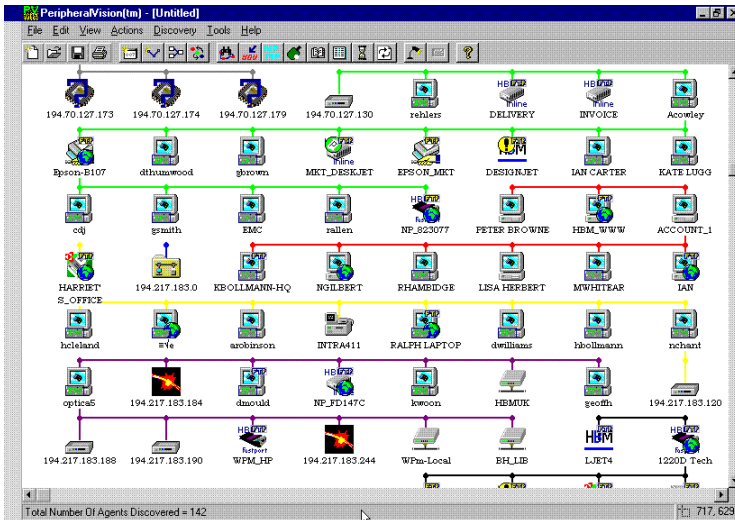 PeripheralVision(tm) - [Untitled]
File Edit View Actions Discovery Tools Help
194.70.127.173 194.70.127.174 194.70.127.179 194.70.127.130 rehlers DELIVERY INVOICE Acowley
Epson-B107 dthumwood gbrown MKT_DESKJET EPSON_MKT DESIGNJET IAN CARTER KATE LUGG
cdj gsmith EMC rallen NP_823077 PETER BROWNE HBM_WWW ACCOUNT_1
HARRIET' 194.217.183.0 KBOLLMANN-HQ NGILBERT RHAMBIDGE LISA HERBERT MWHITEAR IAN
S_OFFICE
hcleland arobinson INTRA411 RALPH LAPTOP dwilliams hbollmann nchant
optica5 194.217.183.184 dmould NP_FD147C kwoon HBMUK geoffh 194.217.183.120
194.217.183.188 194.217.183.190 WPM_HP 194.217.183.244 WPm-Local BH_LIB LJET4 1220D Tech
Total Number Of Agents Discovered = 142 717, 629